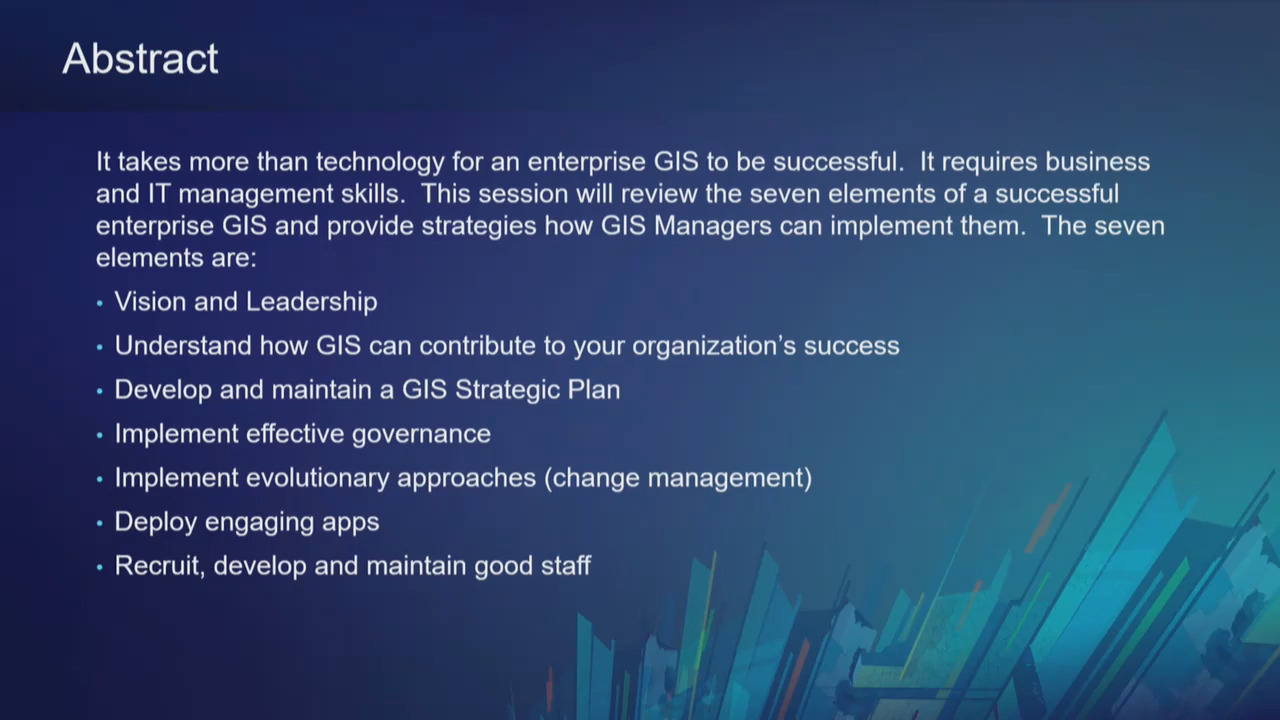 Abstract
It takes more than technology for an enterprise GIS to be successful.  It requires business
and IT management skills.  This session will review the seven elements of a successful
enterprise GIS and provide strategies how GIS Managers can implement them.  The seven
elements are:
• Vision and Leadership
• Understand how GIS can contribute to your organization’s success
• Develop and maintain a GIS Strategic Plan
• Implement effective governance
• Implement evolutionary approaches (change management)
• Deploy engaging apps
• Recruit, develop and maintain good staff